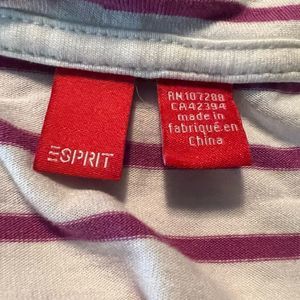 ESPRIT
RN107288
CA42394
made in
fabriqué en
China